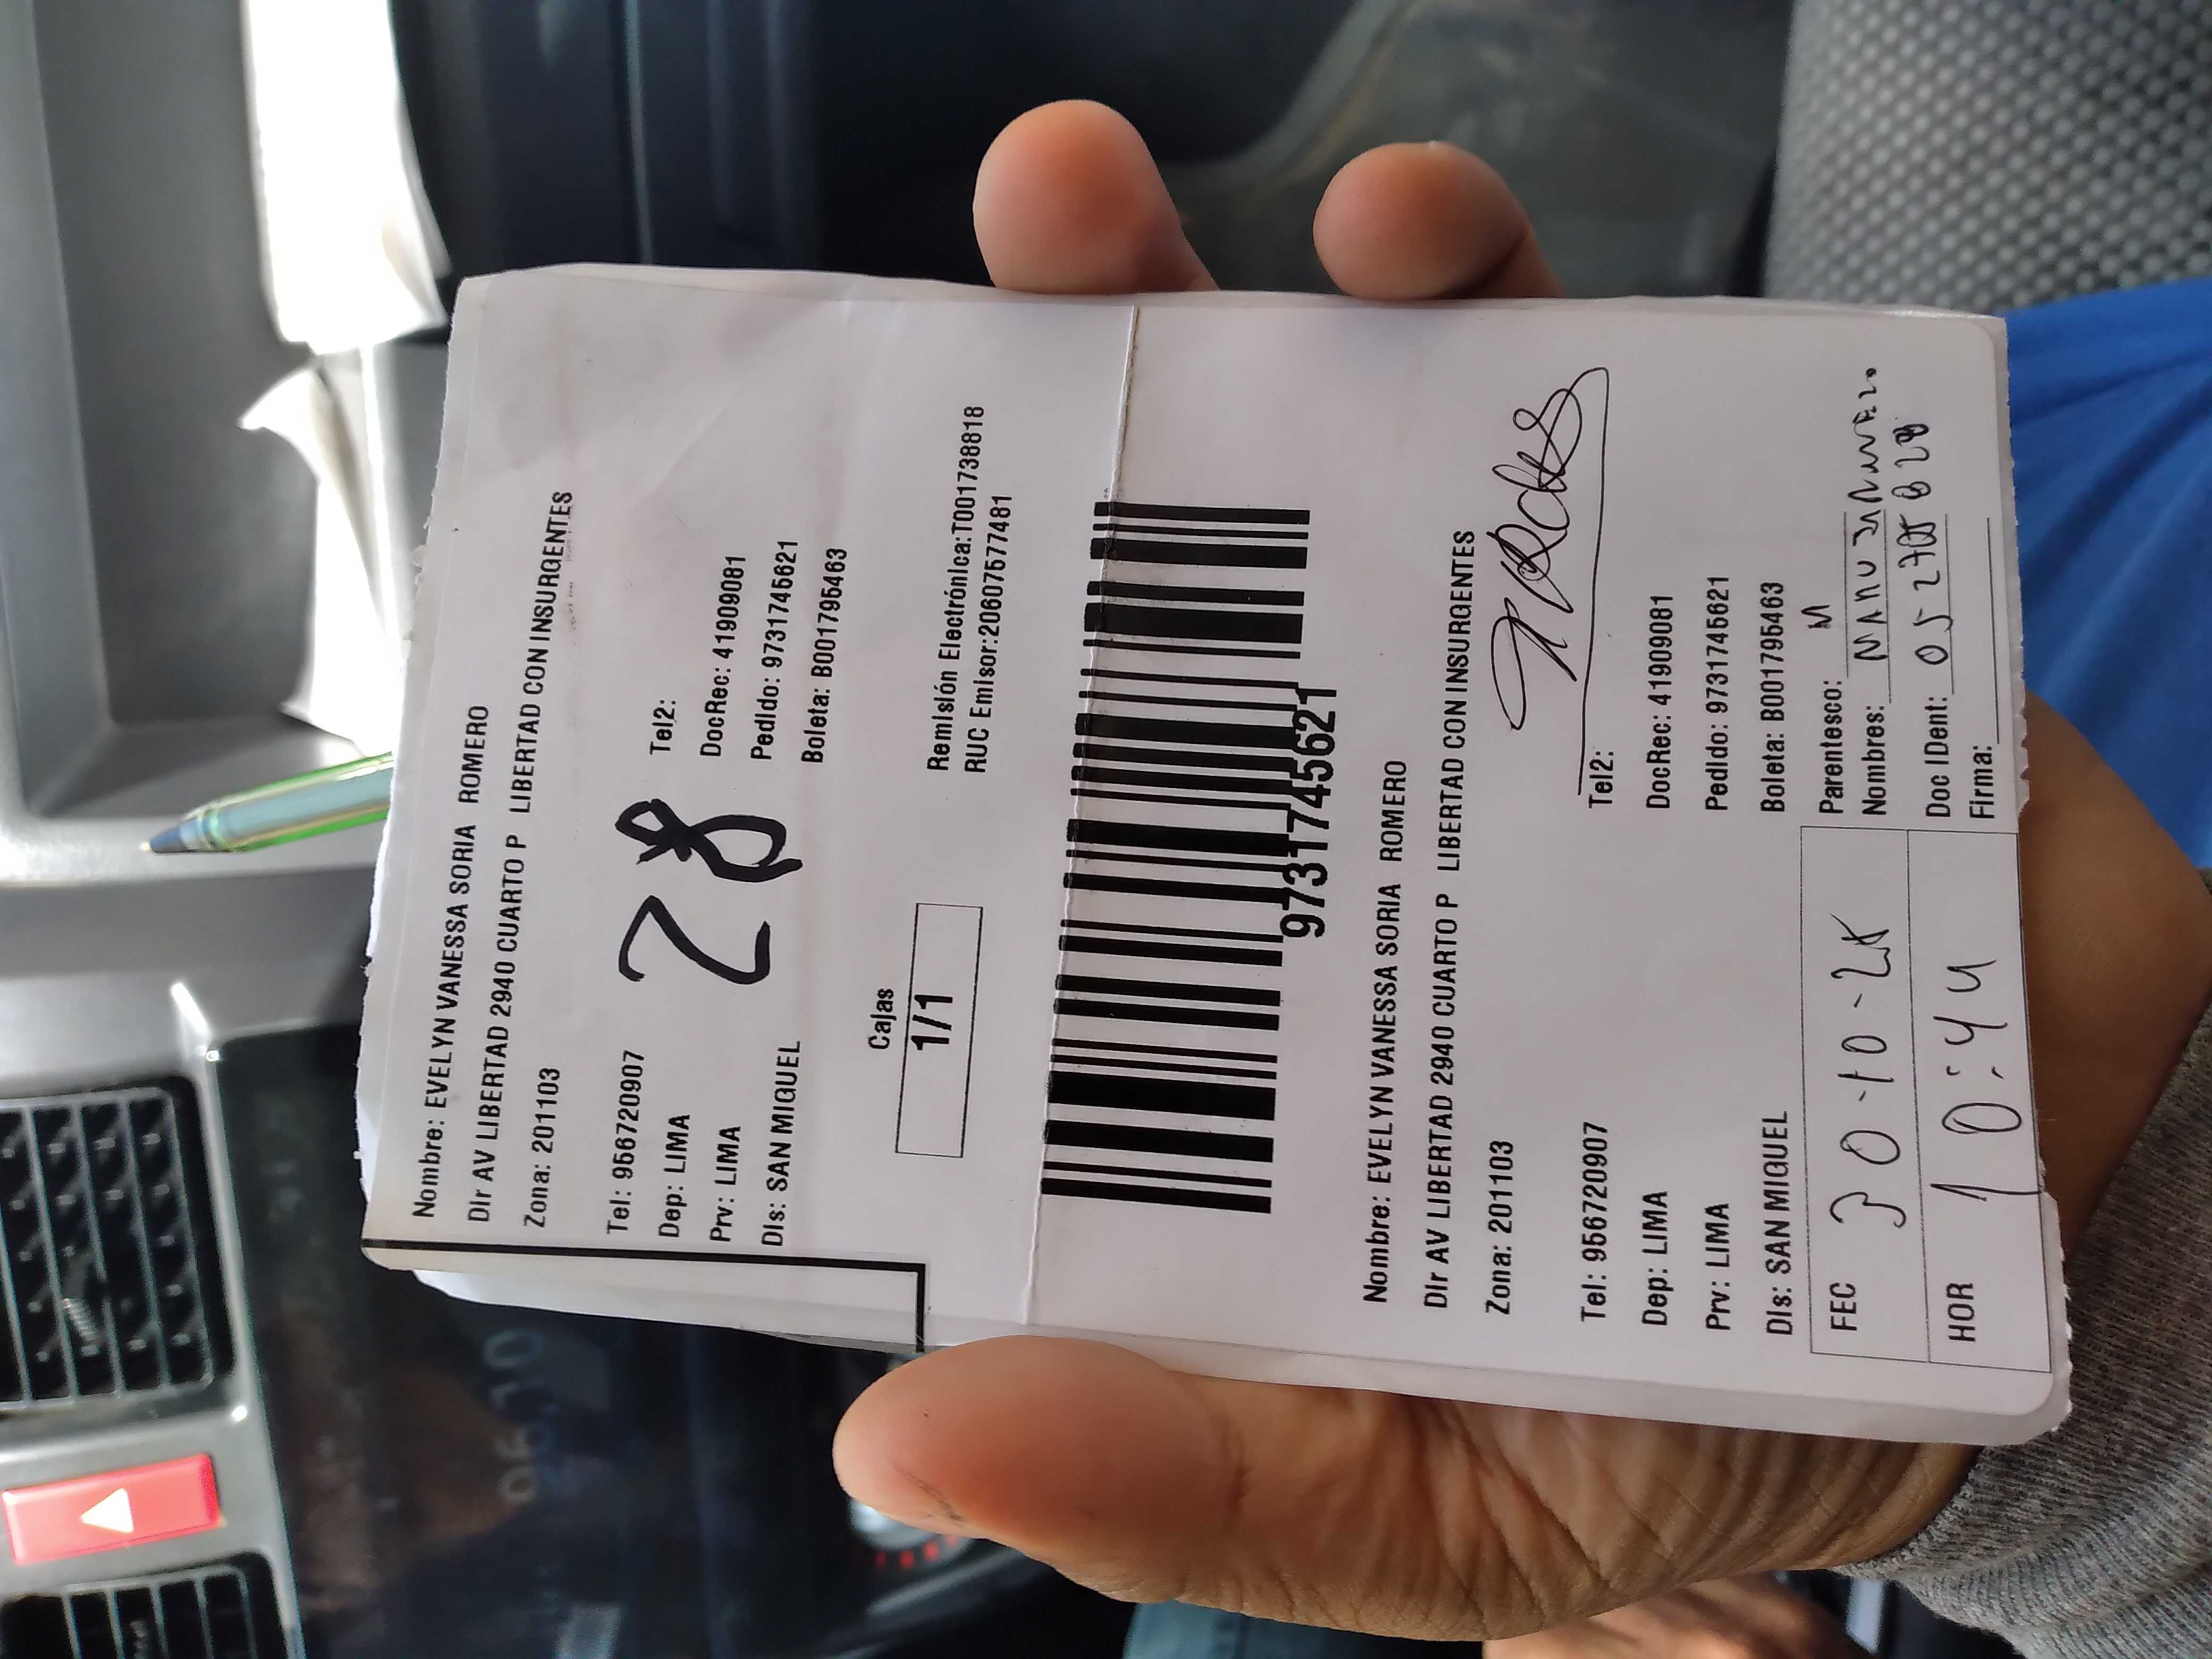 Nombre: EVELYN VANESSA SORIA ROMERO
Dir AV LIBERTAD 2940 CUARTO P LIBERTAD CON INSURGENTES
Zona: 201103
Tel: 956720907 Tel2:
Dep: LIMA DocRec: 41909081
Prv: LIMA Pedido: 9731745621
Dis: SAN MIGUEL Boleta: B001795463
28
Cajas
1/1
Remisión Electrónica:T001738818
RUC Emisor:20607577481
9731745621
Nombre: EVELYN VANESSA SORIA ROMERO
Dir AV LIBERTAD 2940 CUARTO P LIBERTAD CON INSURGENTES
Zona: 201103
Tel: 956720907 Tel2:
Dep: LIMA DocRec: 41909081
Prv: LIMA Pedido: 9731745621
Dis: SAN MIGUEL Boleta: B001795463
FEC 30-10-2
HOR 10:44
Parentesco: M
Nombres:
Doc IDent:
Firma: